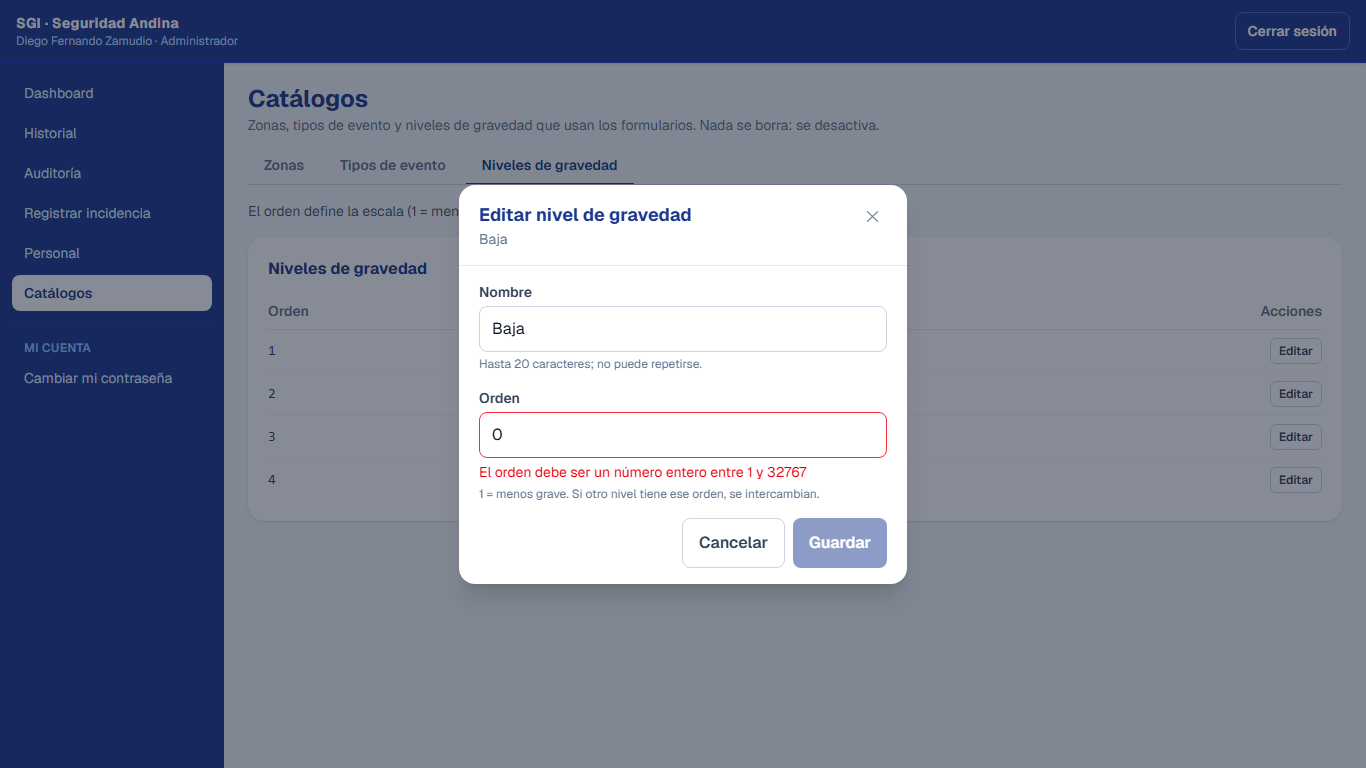 SGI · Seguridad Andina
Diego Fernando Zamudio · Administrador
Cerrar sesión
Dashboard
Historial
Auditoría
Registrar incidencia
Personal
Catálogos
MI CUENTA
Cambiar mi contraseña
Catálogos
Zonas, tipos de evento y niveles de gravedad que usan los formularios. Nada se borra: se desactiva.
Zonas
Tipos de evento
Niveles de gravedad
El orden define la escala (1 = men
Niveles de gravedad
Orden
Acciones
1
Editar
2
Editar
3
Editar
4
Editar
Editar nivel de gravedad
Baja
Nombre
Baja
Hasta 20 caracteres; no puede repetirse.
Orden
0
El orden debe ser un número entero entre 1 y 32767
1 = menos grave. Si otro nivel tiene ese orden, se intercambian.
Cancelar
Guardar